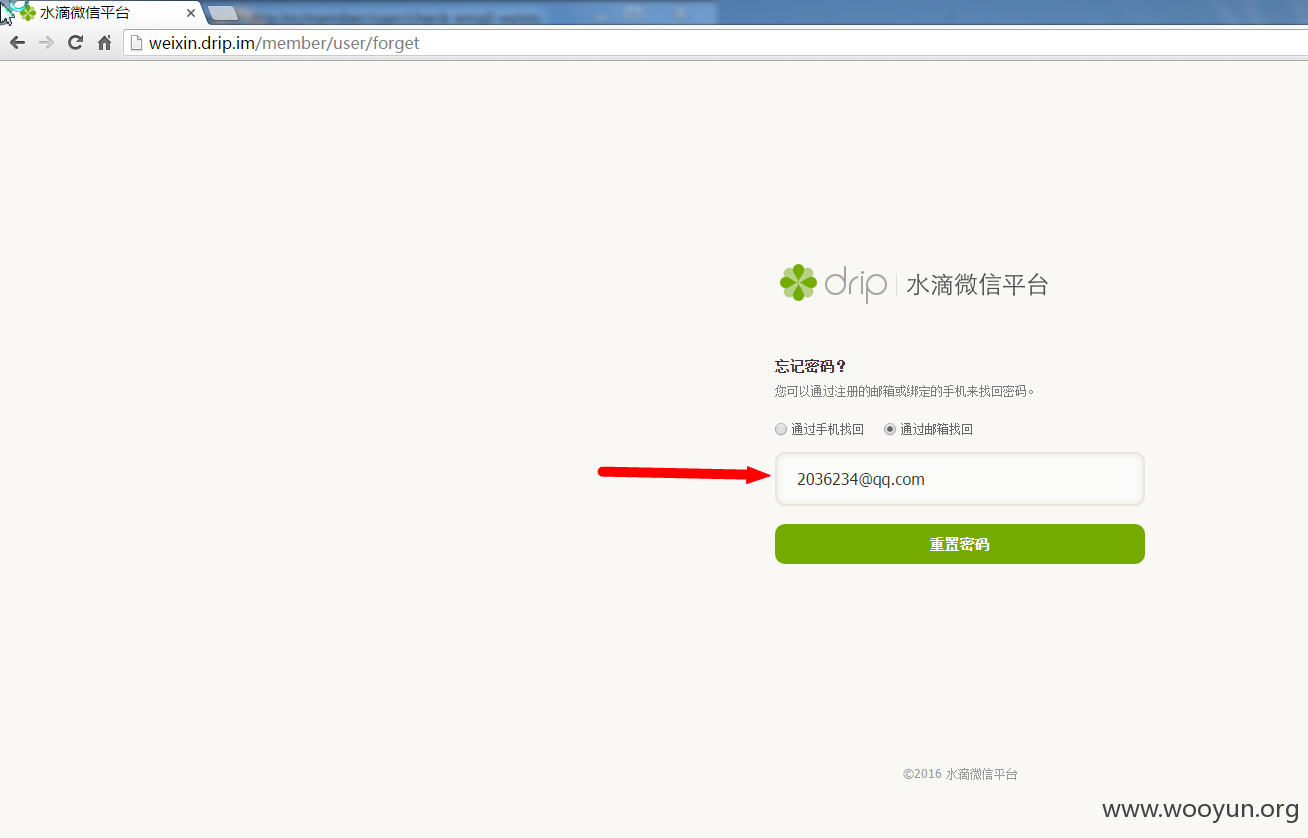 水滴微信平台
weixin.drip.im/member/user/forget
drip 水滴微信平台
忘记密码？
您可以通过注册的邮箱或绑定的手机来找回密码。
通过手机找回 通过邮箱找回
2036234@qq.com
重置密码
©2016 水滴微信平台
www.wooyun.org